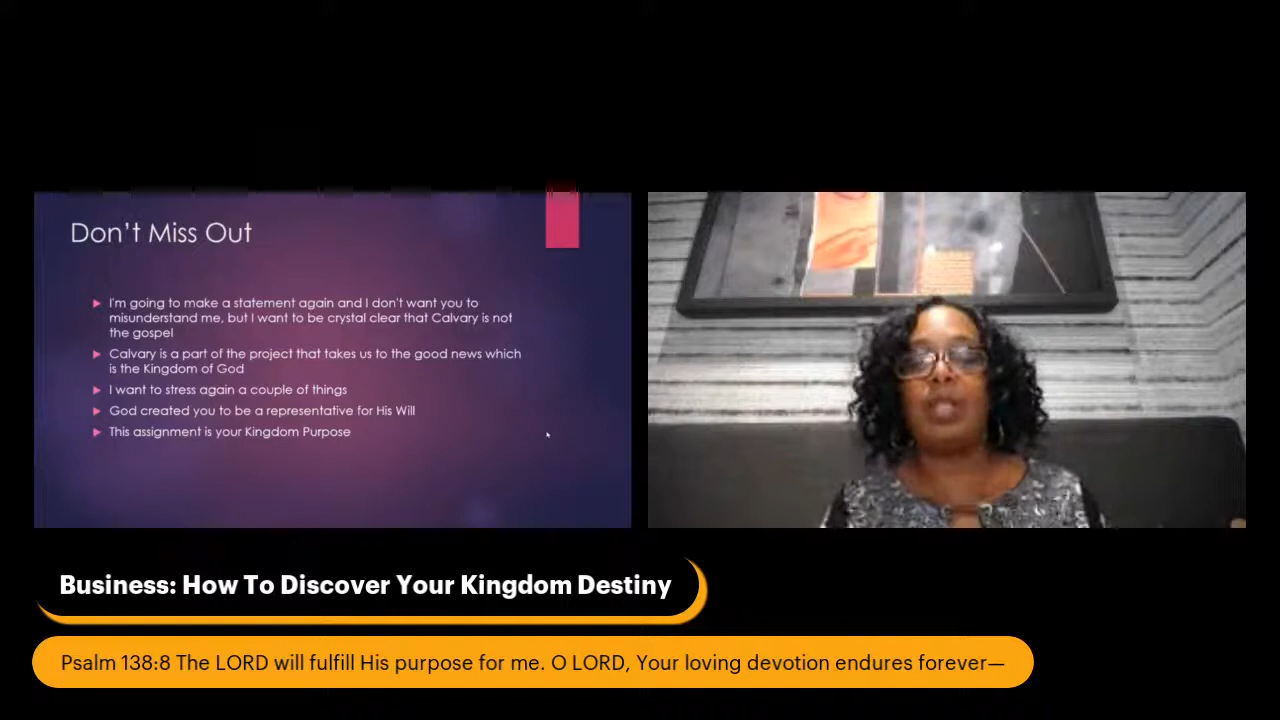 Don't Miss Out
I'm going to make a statement again and I don't want you to
misunderstand me, but I want to be crystal clear that Calvary is not
the gospel
Calvary is a part of the project that takes us to the good news which
is the Kingdom of God
I want to stress again a couple of things
God created you to be a representative for His Will
This assignment is your Kingdom Purpose
Business: How To Discover Your Kingdom Destiny
Psalm 138:8 The LORD will fulfill His purpose for me. O LORD, Your loving devotion endures forever—